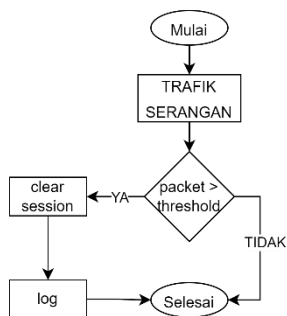 Mulai
TRAFIK
SERANGAN
packet >
threshold
YA
clear
session
TIDAK
log
Selesai